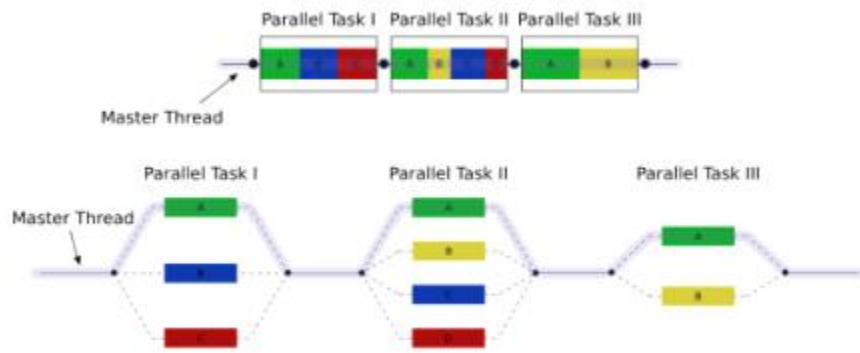 Parallel Task I
Parallel Task II
Parallel Task III
A
A
B
A
B
Master Thread
Parallel Task I
Parallel Task II
Parallel Task III
A
A
Master Thread
B
A
B
C
D
B